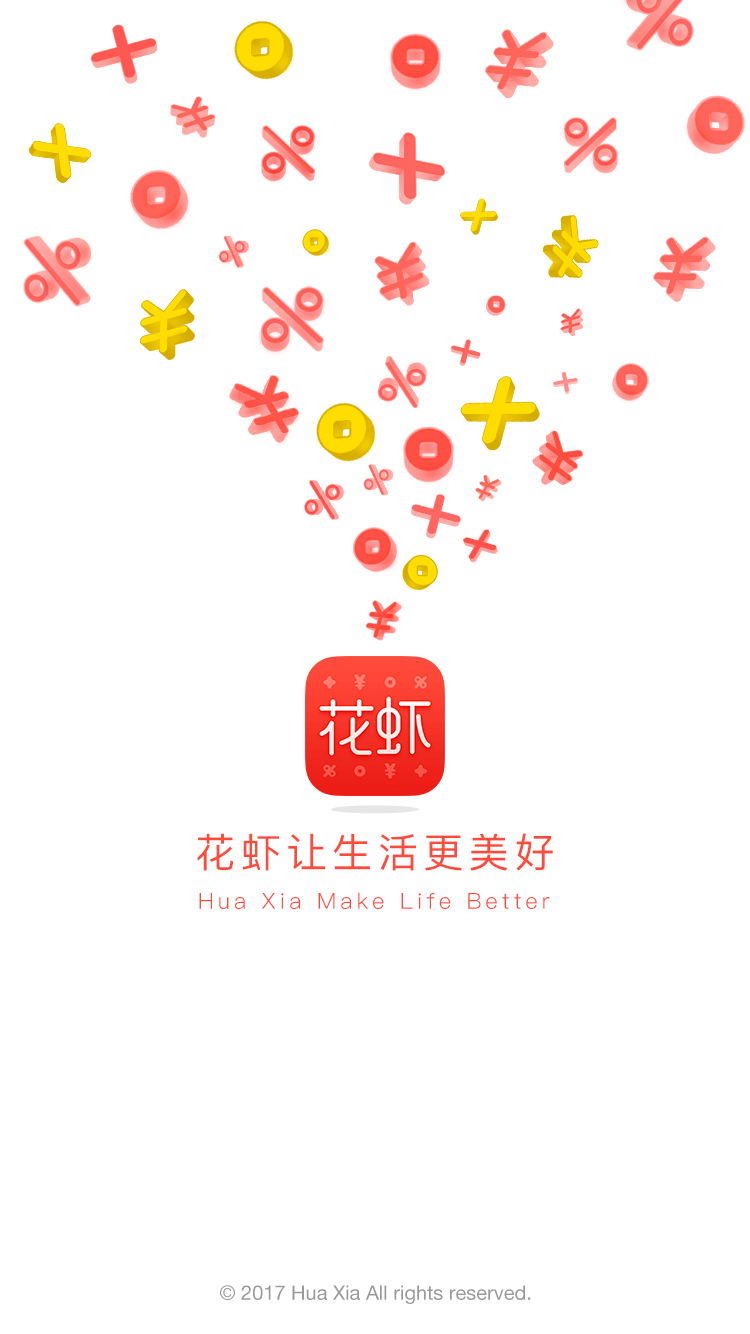 花虾
花虾让生活更美好
Hua Xia Make Life Better
© 2017 Hua Xia All rights reserved.